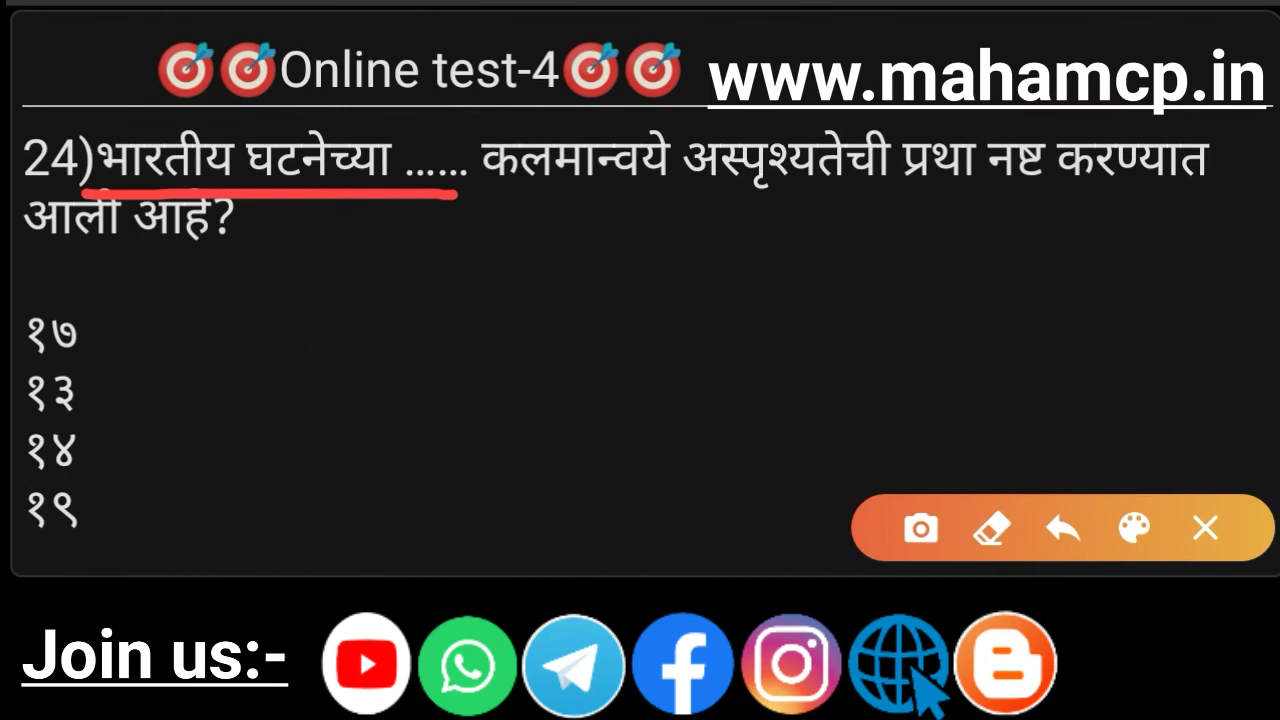 🎯🎯Online test-4🎯🎯 www.mahamcp.in
24)भारतीय घटनेच्या ...... कलमान्वये अस्पृश्यतेची प्रथा नष्ट करण्यात
आली आहे?
१७
१३
१४
१९
Join us:-